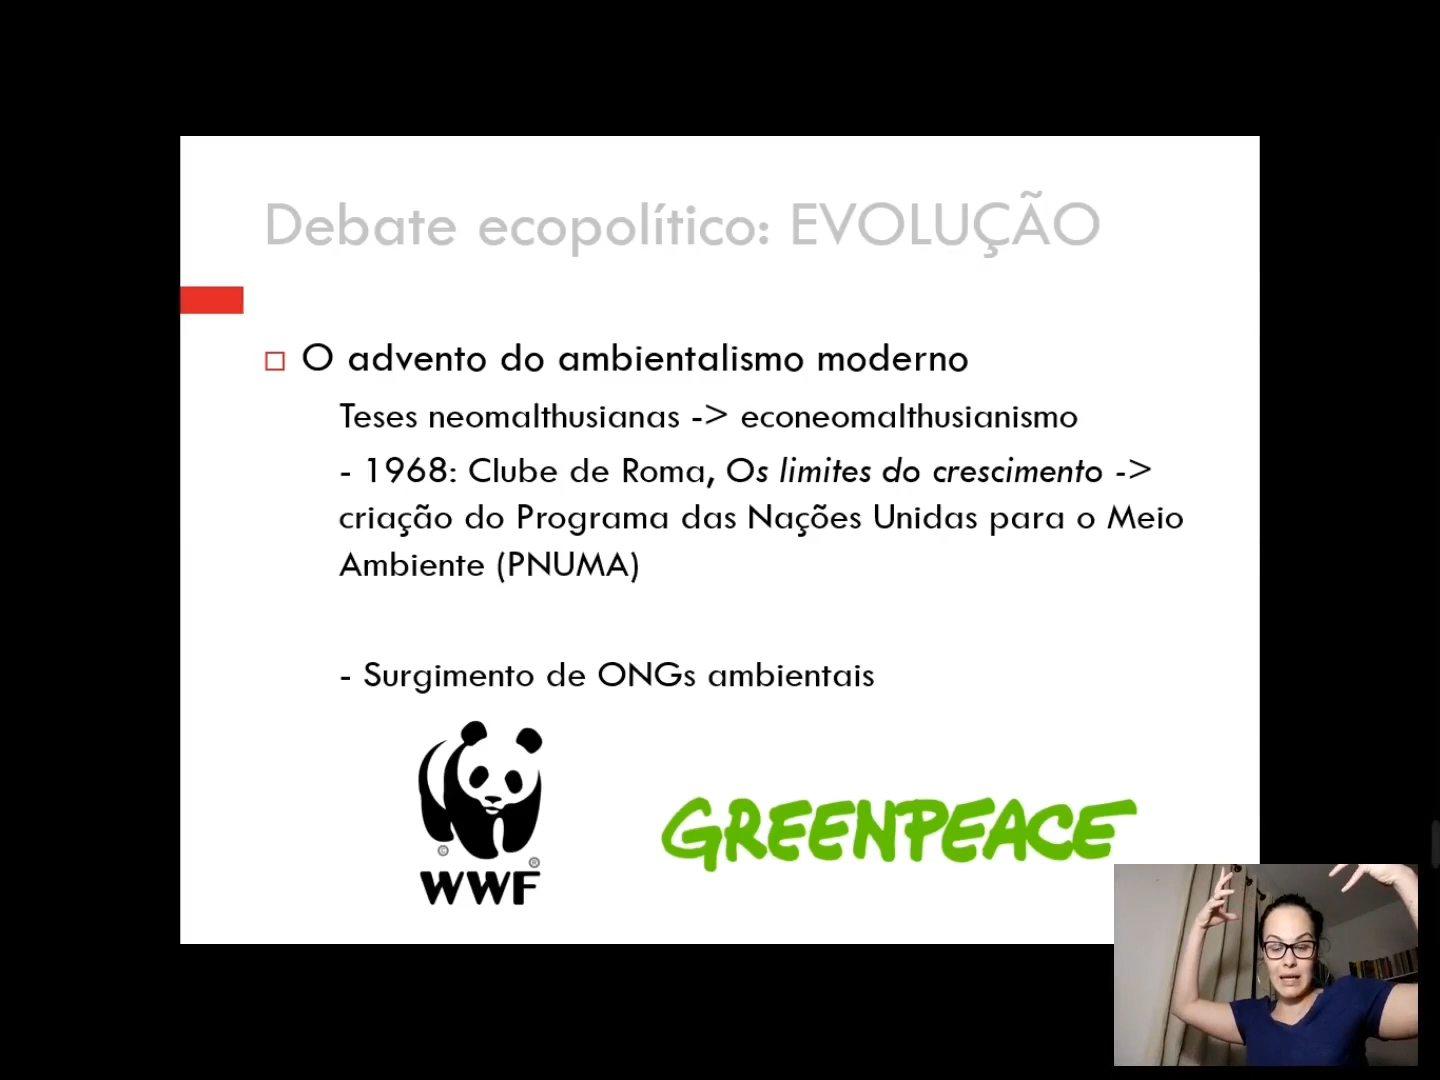 Debate ecopolítico: EVOLUÇÃO
O advento do ambientalismo moderno
Teses neomalthusianas -> econeomalthusianismo
- 1968: Clube de Roma, Os limites do crescimento ->
criação do Programa das Nações Unidas para o Meio
Ambiente (PNUMA)
- Surgimento de ONGs ambientais
© ®
WWF
GREENPEACE